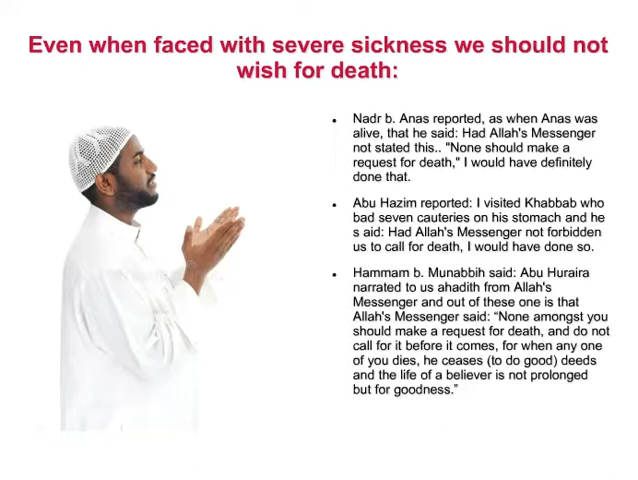 Even when faced with severe sickness we should not
wish for death:
• Nadr b. Anas reported, as when Anas was
alive, that he said: Had Allah's Messenger
not stated this.. "None should make a
request for death," I would have definitely
done that.
• Abu Hazim reported: I visited Khabbab who
bad seven cauteries on his stomach and he
s aid: Had Allah's Messenger not forbidden
us to call for death, I would have done so.
• Hammam b. Munabbih said: Abu Huraira
narrated to us ahadith from Allah's
Messenger and out of these one is that
Allah's Messenger said: “None amongst you
should make a request for death, and do not
call for it before it comes, for when any one
of you dies, he ceases (to do good) deeds
and the life of a believer is not prolonged
but for goodness.”